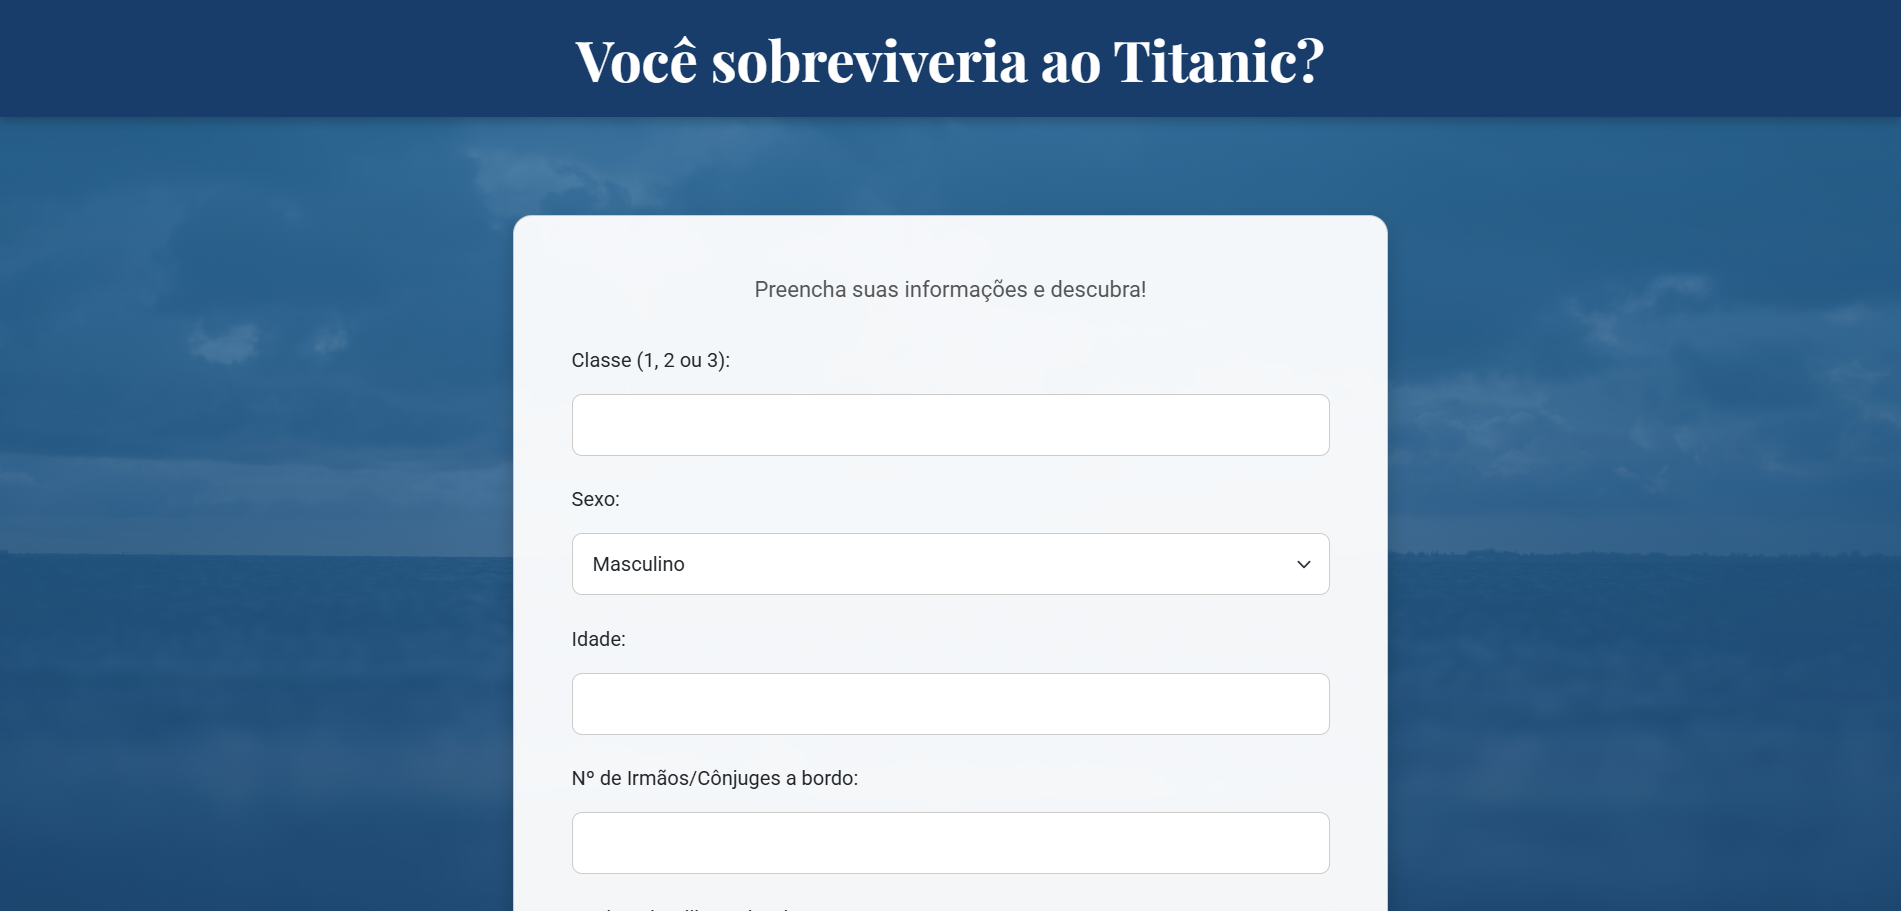 Você sobreviveria ao Titanic?
Preencha suas informações e descubra!
Classe (1, 2 ou 3):
Sexo:
Masculino
Idade:
Nº de Irmãos/Cônjuges a bordo: